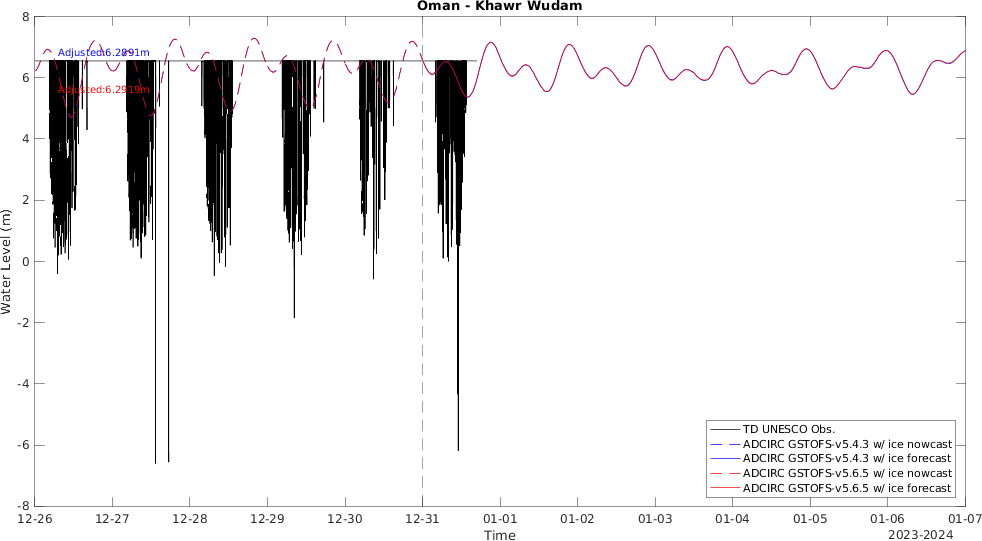 Oman - Khawr Wudam
Water Level (m)
8
6
4
2
0
-2
-4
-6
-8
Adjusted:6.2891m
Adjusted:6.2919m
TD UNESCO Obs.
ADCIRC GSTOFS-v5.4.3 w/ ice nowcast
ADCIRC GSTOFS-v5.4.3 w/ ice forecast
ADCIRC GSTOFS-v5.6.5 w/ ice nowcast
ADCIRC GSTOFS-v5.6.5 w/ ice forecast
12-26 12-27 12-28 12-29 12-30 12-31 01-01 01-02 01-03 01-04 01-05 01-06 01-07
Time
2023-2024